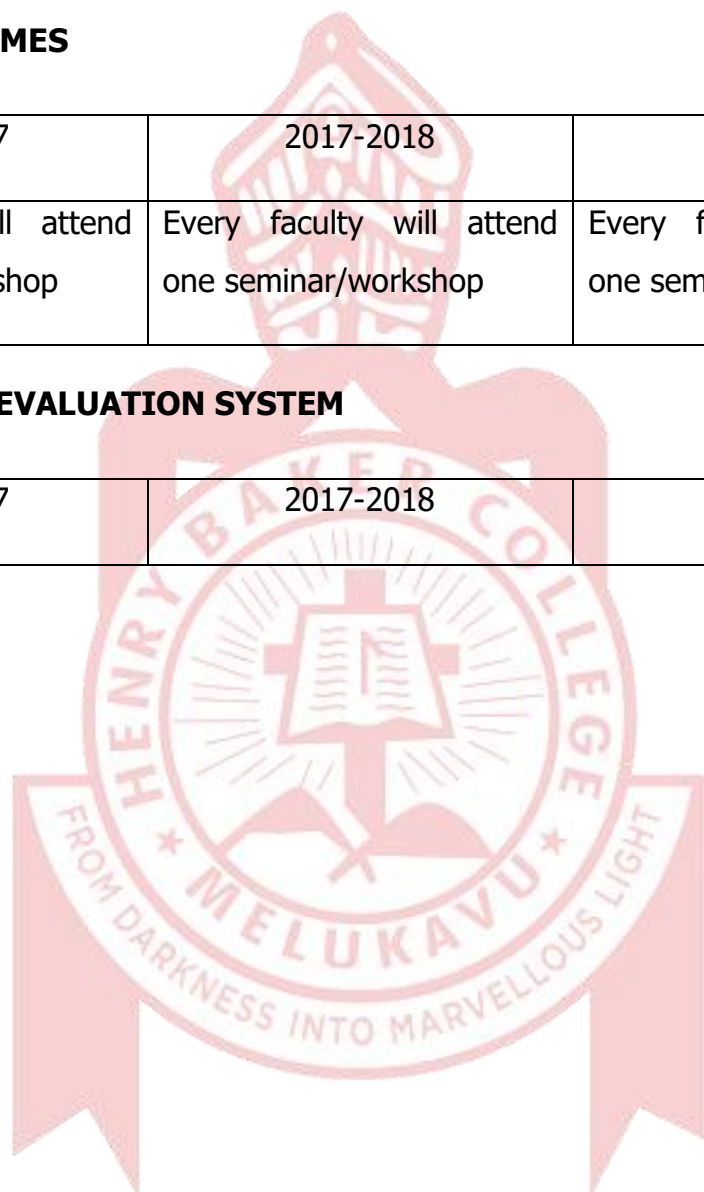 MES
7 2017-2018
ll attend Every faculty will attend Every f
shop one seminar/workshop one sem
EVALUATION SYSTEM
7 2017-2018
HENRY BAKER COLLEGE
MELUKAVU
FROM DARKNESS INTO MARVELLOUS LIGHT